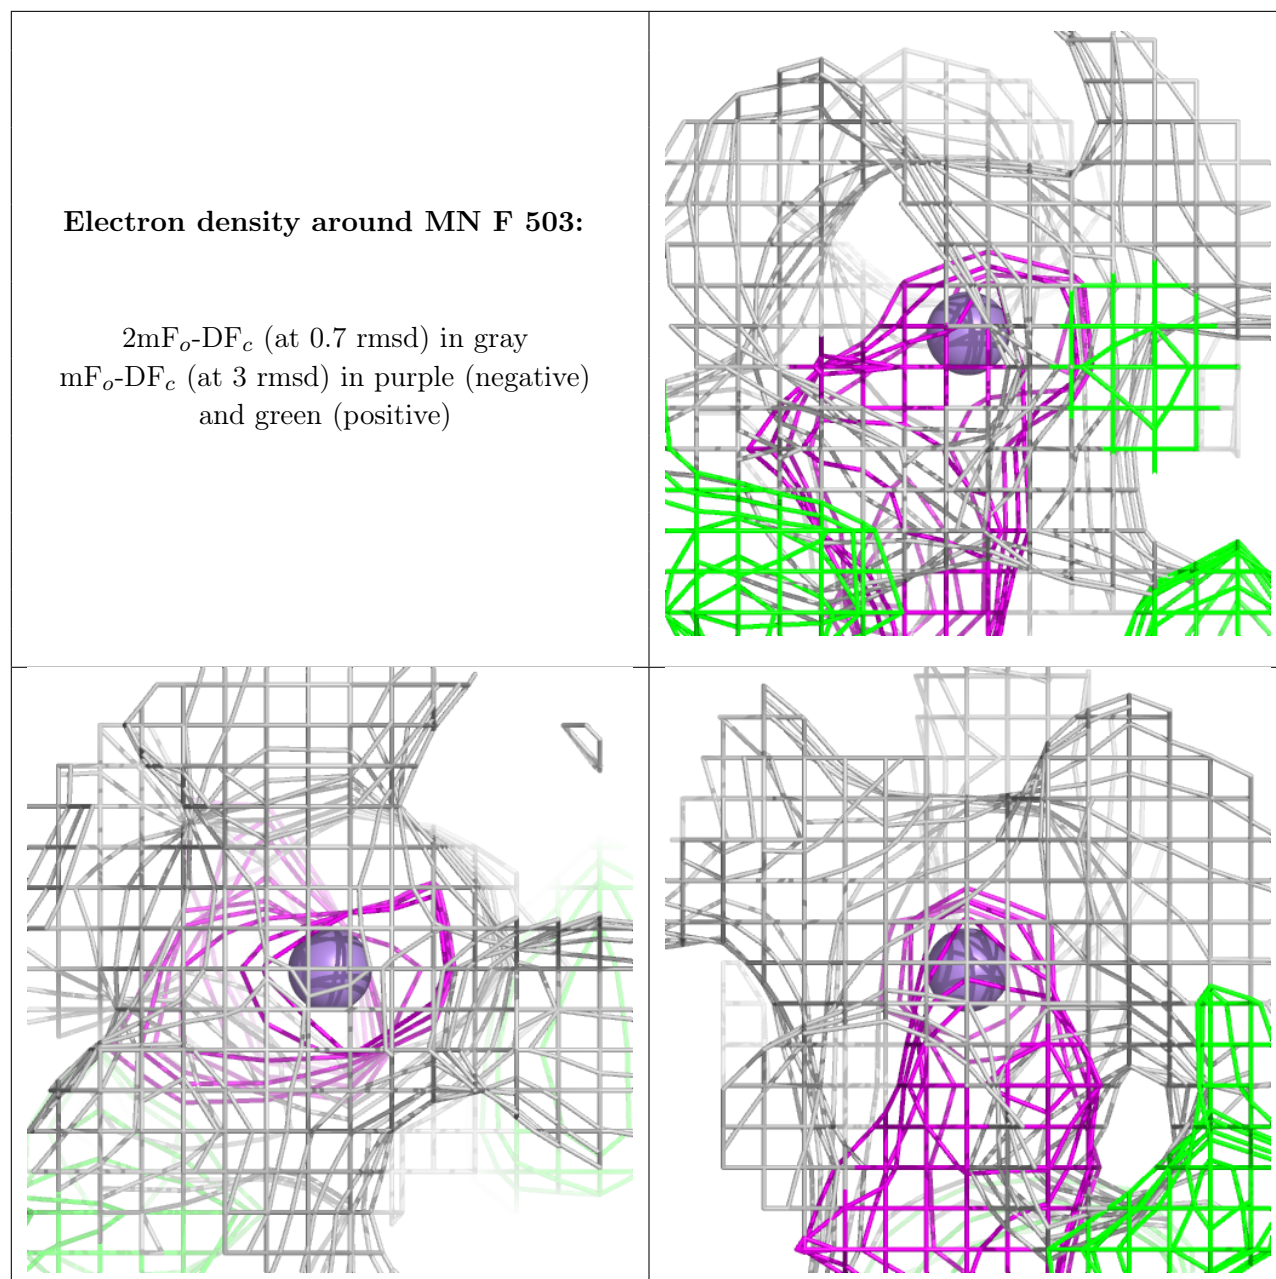 Electron density around MN F 503:
2mFo-DFc (at 0.7 rmsd) in gray
mFo-DFc (at 3 rmsd) in purple (negative)
and green (positive)